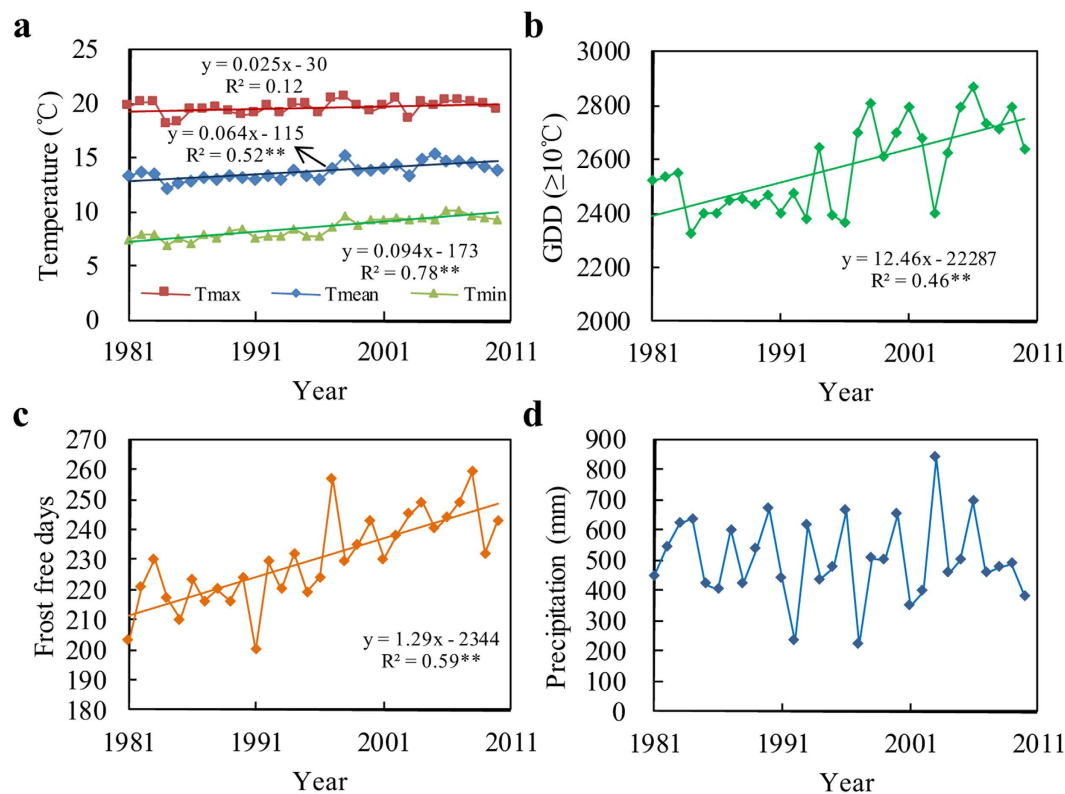 a
25
20
15
10
5
0
Temperature (℃)
y = 0.025x - 30
R² = 0.12
y = 0.064x - 115
R² = 0.52**
y = 0.094x - 173
R² = 0.78**
Tmax Tmean Tmin
1981 1991 2001 2011
Year
b
3000
2800
2600
2400
2200
2000
GDD (≥10℃)
y = 12.46x - 22287
R² = 0.46**
1981 1991 2001 2011
Year
c
270
260
250
240
230
220
210
200
190
180
Frost free days
y = 1.29x - 2344
R² = 0.59**
1981 1991 2001 2011
Year
d
900
800
700
600
500
400
300
200
100
0
Precipitation (mm)
1981 1991 2001 2011
Year